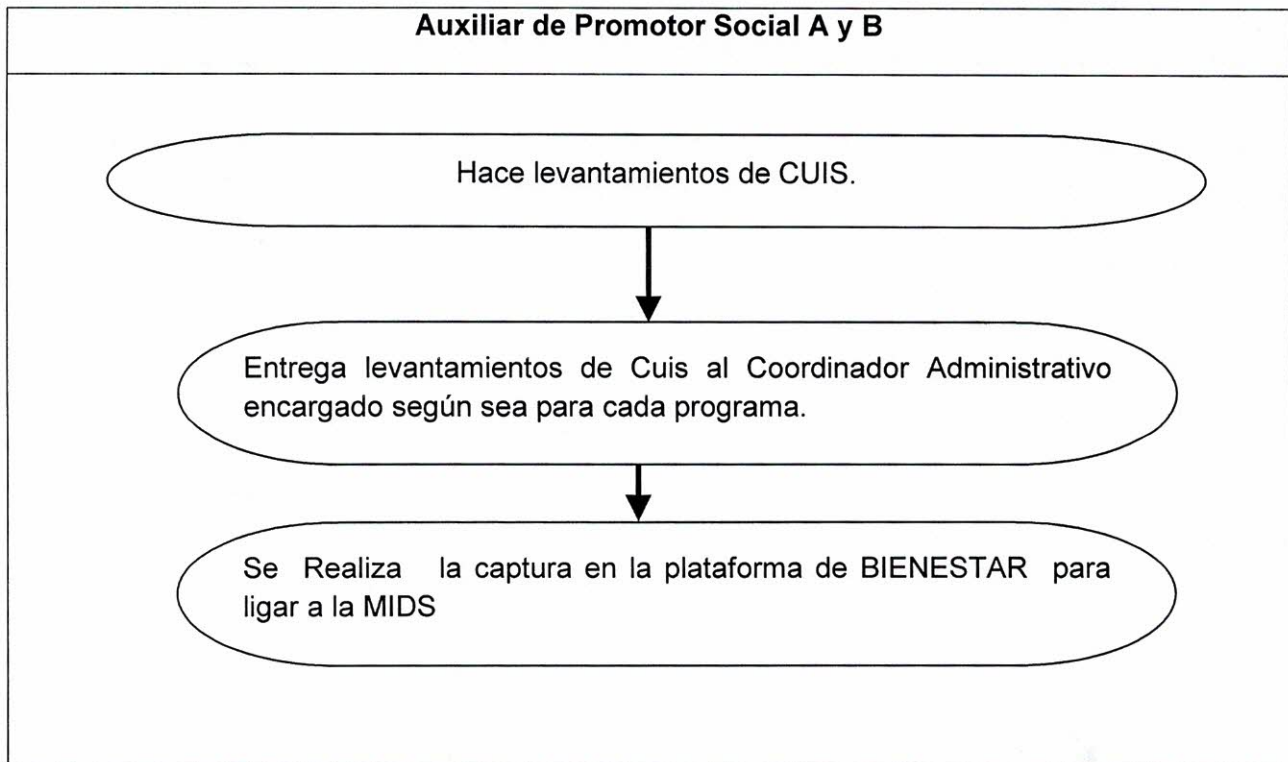 Auxiliar de Promotor Social A y B
Hace levantamientos de CUIS.
Entrega levantamientos de Cuis al Coordinador Administrativo
encargado según sea para cada programa.
Se Realiza la captura en la plataforma de BIENESTAR para
ligar a la MIDS